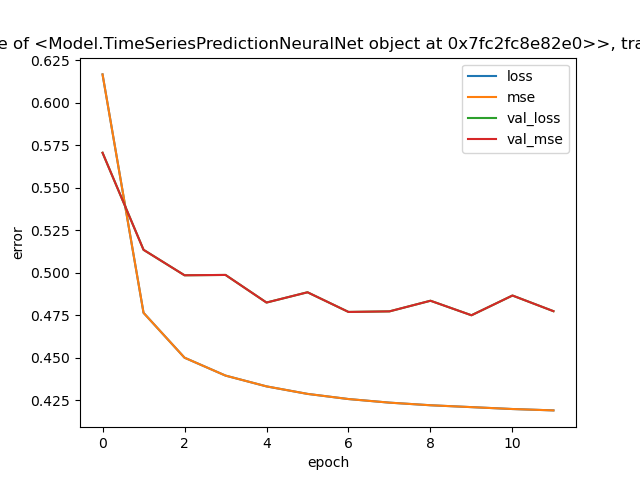 e of <Model.TimeSeriesPredictionNeuralNet object at 0x7fc2fc8e82e0>>, tra
0.625
0.600
0.575
0.550
0.525
0.500
0.475
0.450
0.425
error
loss
mse
val_loss
val_mse
0 2 4 6 8 10
epoch